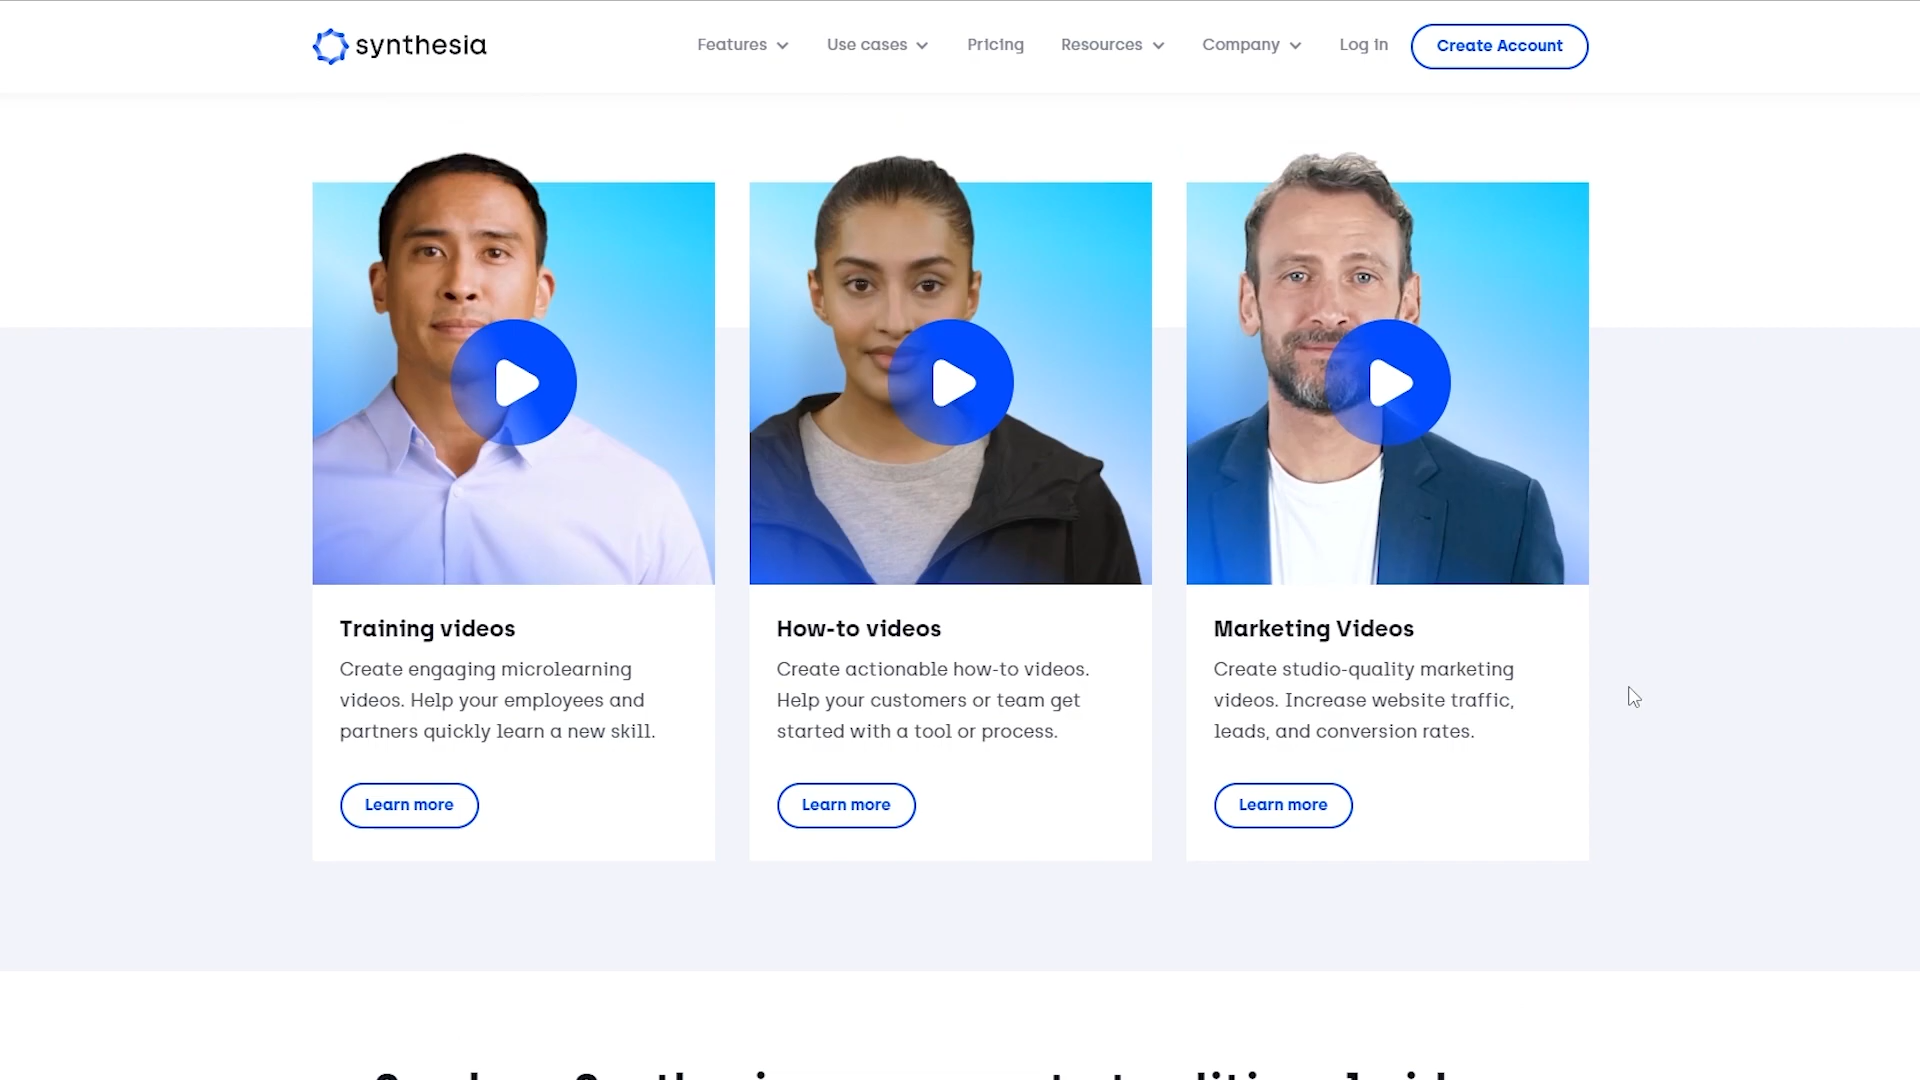 synthesia
Features
Use cases
Pricing
Resources
Company
Log in
Create Account
Training videos
Create engaging microlearning
videos. Help your employees and
partners quickly learn a new skill.
Learn more
How-to videos
Create actionable how-to videos.
Help your customers or team get
started with a tool or process.
Learn more
Marketing Videos
Create studio-quality marketing
videos. Increase website traffic,
leads, and conversion rates.
Learn more